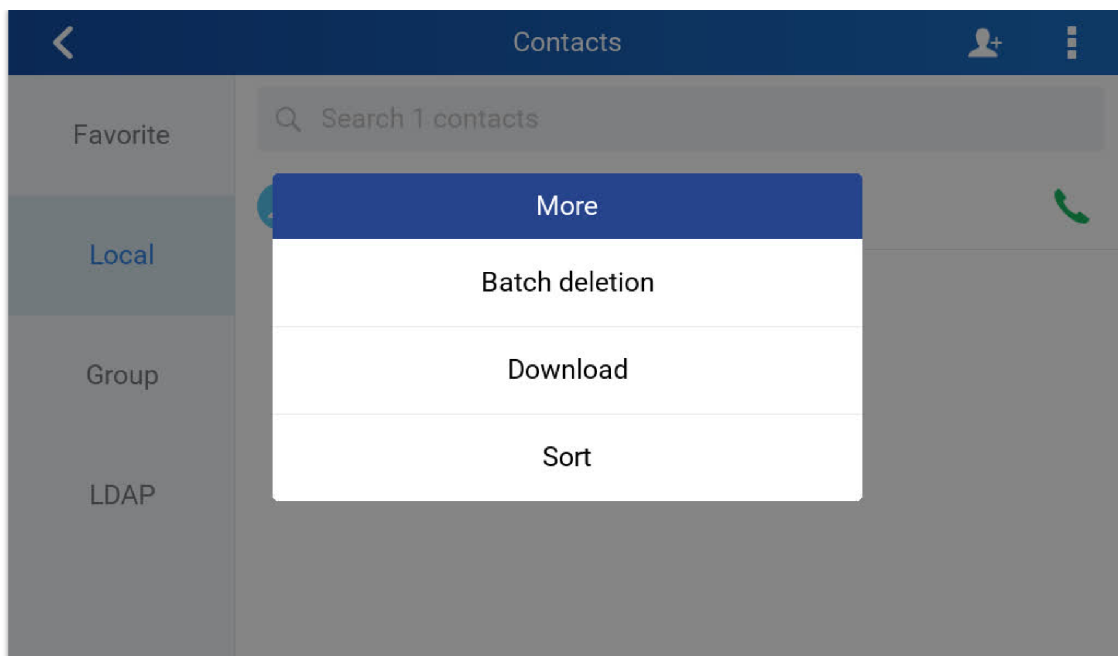 Contacts
Search 1 contacts
Favorite
More
Local
Batch deletion
Download
Group
Sort
LDAP